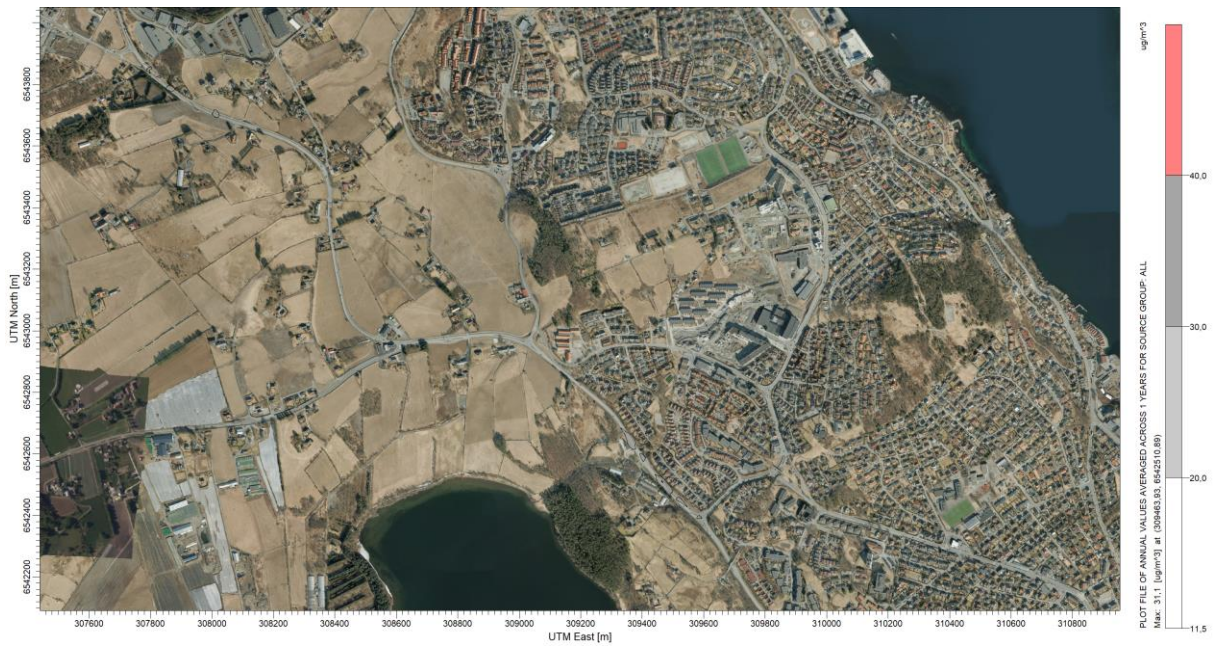 ug/m^3
40,0
30,0
20,0
11,5
PLOT FILE OF ANNUAL VALUES AVERAGED ACROSS 1 YEARS FOR SOURCE GROUP: ALL
Max: 31,1 [ug/m^3] at (309463,93, 6542510,89)
UTM North [m]
6543800
6543600
6543400
6543200
6543000
6542800
6542600
6542400
6542200
307600 307800 308000 308200 308400 308600 308800 309000 309200 309400 309600 309800 310000 310200 310400 310600 310800
UTM East [m]